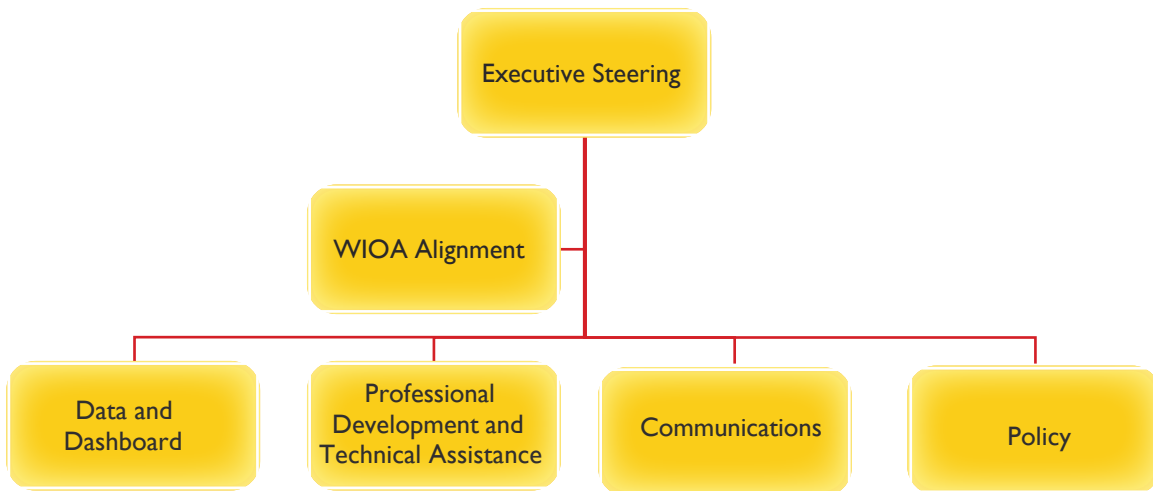 Executive Steering
WIOA Alignment
Data and
Dashboard
Professional
Development and
Technical Assistance
Communications
Policy